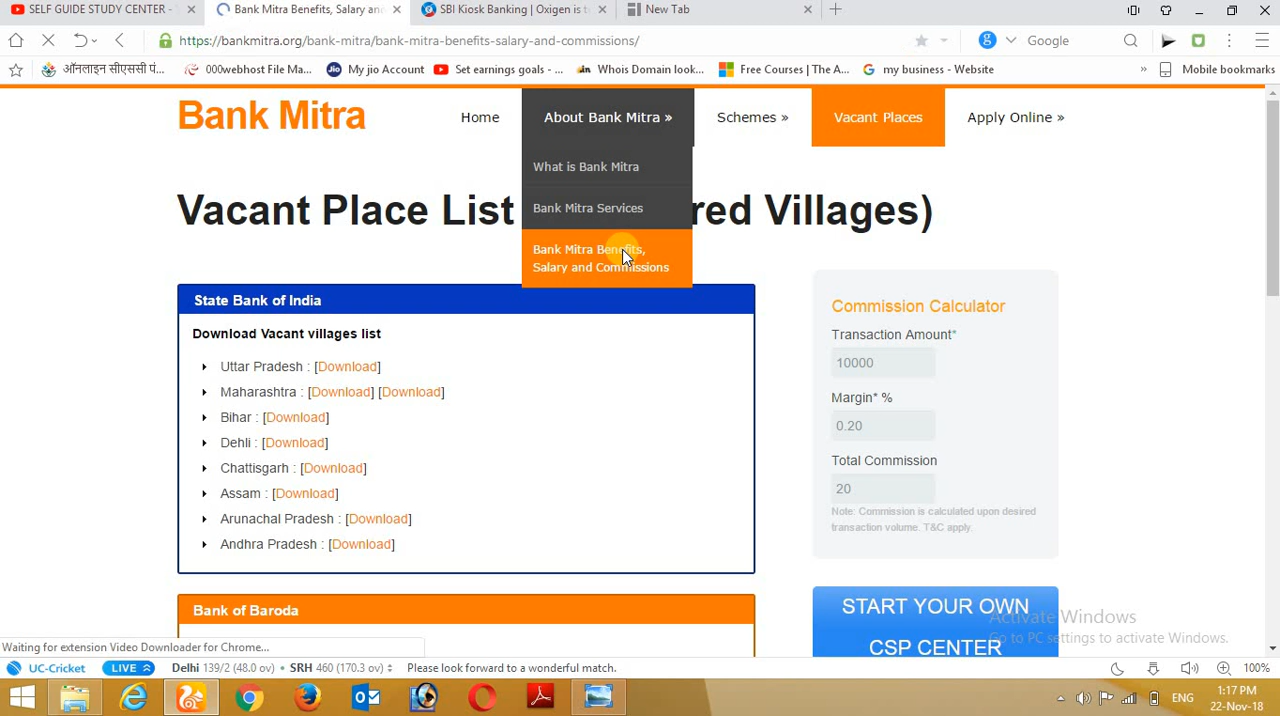 SELF GUIDE STUDY CENTER -
Bank Mitra Benefits, Salary and
SBI Kiosk Banking | Oxigen is t
New Tab
https://bankmitra.org/bank-mitra/bank-mitra-benefits-salary-and-commissions/
Google
ऑनलाइन सीएससी पं...
000webhost File Ma...
My jio Account
Set earnings goals - ...
Whois Domain look...
Free Courses | The A...
my business - Website
Mobile bookmarks
Bank Mitra
Home
About Bank Mitra »
Schemes »
Vacant Places
Apply Online »
What is Bank Mitra
Bank Mitra Services
Bank Mitra Benefits,
Salary and Commissions
Vacant Place List red Villages)
State Bank of India
Download Vacant villages list
Uttar Pradesh : [Download]
Maharashtra : [Download] [Download]
Bihar : [Download]
Dehli : [Download]
Chattisgarh : [Download]
Assam : [Download]
Arunachal Pradesh : [Download]
Andhra Pradesh : [Download]
Bank of Baroda
Commission Calculator
Transaction Amount*
10000
Margin* %
0.20
Total Commission
20
Note: Commission is calculated upon desired
transaction volume. T&C apply.
START YOUR OWN
CSP CENTER
Activate Windows
Go to PC settings to activate Windows.
Waiting for extension Video Downloader for Chrome...
UC-Cricket LIVE Delhi 139/2 (48.0 ov) • SRH 460 (170.3 ov) Please look forward to a wonderful match.
100%
ENG
1:17 PM
22-Nov-18